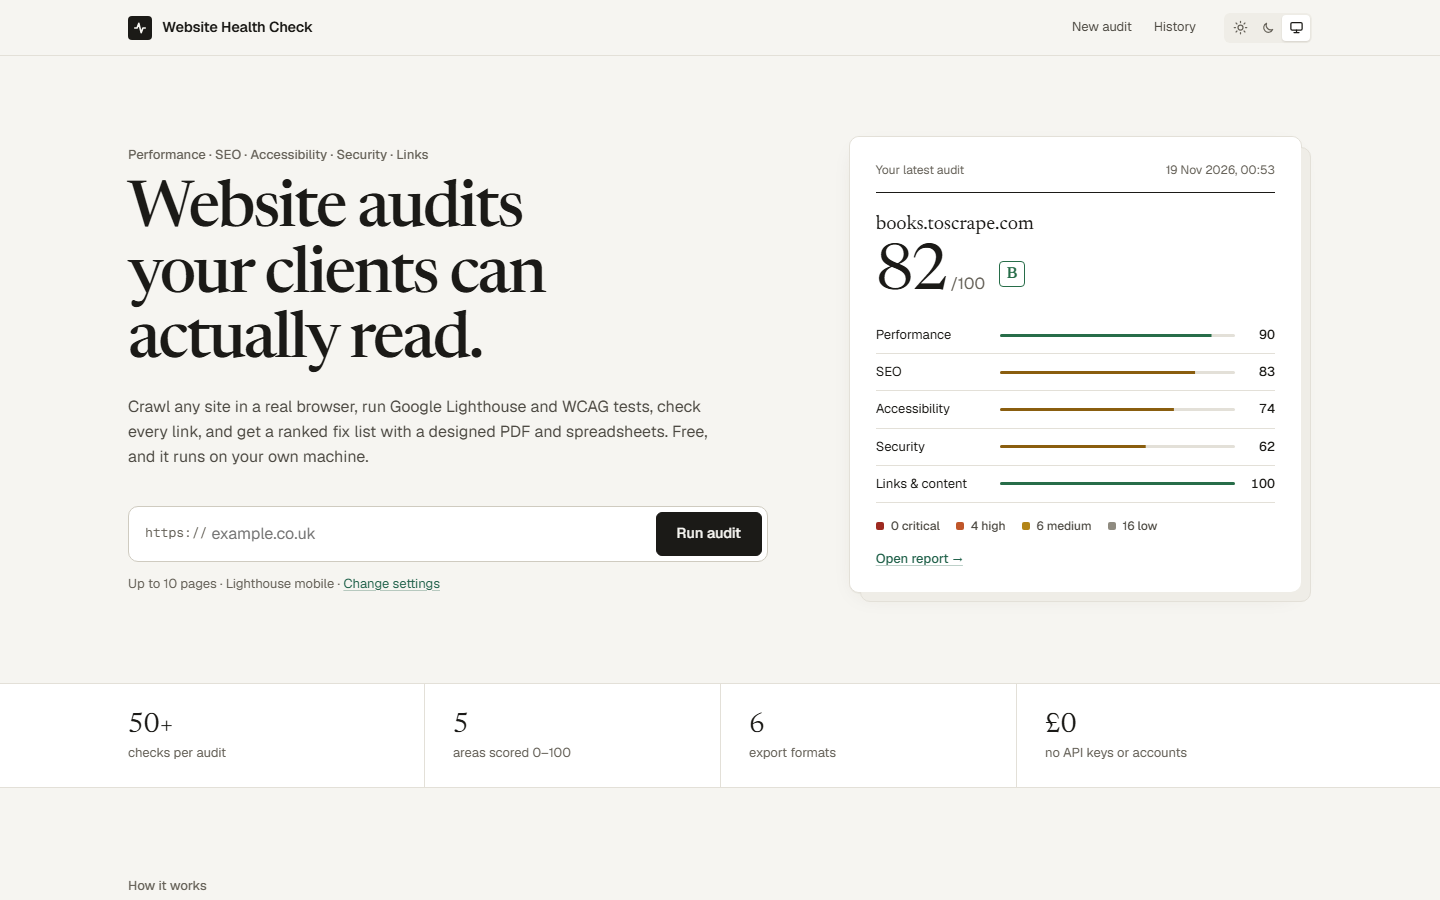 Website Health Check
New audit
History
Performance · SEO · Accessibility · Security · Links
Website audits
your clients can
actually read.
Crawl any site in a real browser, run Google Lighthouse and WCAG tests, check
every link, and get a ranked fix list with a designed PDF and spreadsheets. Free,
and it runs on your own machine.
https:// example.co.uk
Run audit
Up to 10 pages · Lighthouse mobile · Change settings
Your latest audit
19 Nov 2026, 00:53
books.toscrape.com
82 /100 B
Performance 90
SEO 83
Accessibility 74
Security 62
Links & content 100
0 critical 4 high 6 medium 16 low
Open report →
50+
checks per audit
5
areas scored 0–100
6
export formats
£0
no API keys or accounts
How it works